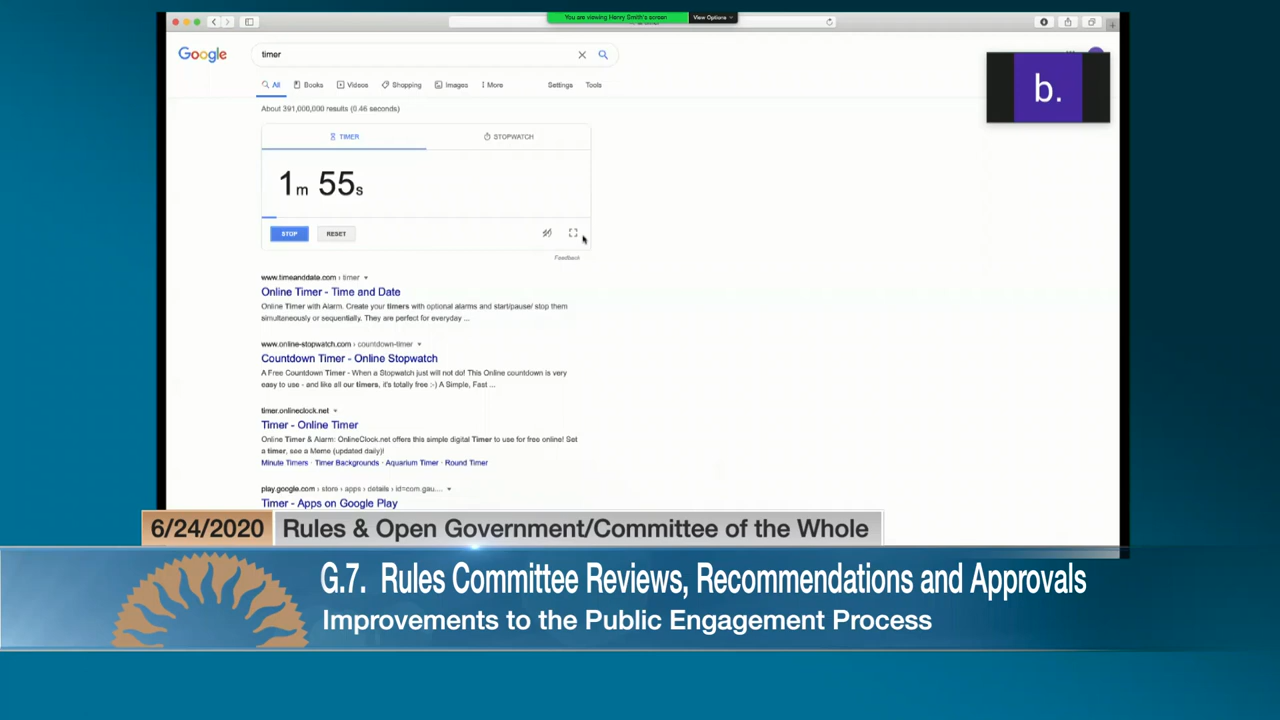 You are viewing Henry Smith's screen
View Options
Google
timer
All
Books
Videos
Shopping
Images
More
Settings
Tools
b.
About 391,000,000 results (0.46 seconds)
TIMER
STOPWATCH
1m 55s
STOP
RESET
Feedback
www.timeanddate.com › timer
Online Timer - Time and Date
Online Timer with Alarm. Create your timers with optional alarms and start/pause/ stop them
simultaneously or sequentially. They are perfect for everyday ...
www.online-stopwatch.com › countdown-timer
Countdown Timer - Online Stopwatch
A Free Countdown Timer - When a Stopwatch just will not do! This Online countdown is very
easy to use - and like all our timers, it's totally free :-) A Simple, Fast ...
timer.onlineclock.net
Timer - Online Timer
Online Timer & Alarm: OnlineClock.net offers this simple digital Timer to use for free online! Set
a timer, see a Meme (updated daily)!
Minute Timers · Timer Backgrounds · Aquarium Timer · Round Timer
play.google.com › store › apps › details › id=com.gau....
Timer - Apps on Google Play
6/24/2020
Rules & Open Government/Committee of the Whole
G.7. Rules Committee Reviews, Recommendations and Approvals
Improvements to the Public Engagement Process